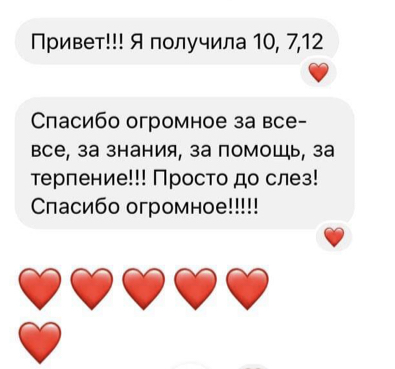 Привет!!! Я получила 10, 7,12
Спасибо огромное за все-
все, за знания, за помощь, за
терпение!!! Просто до слез!
Спасибо огромное!!!!!